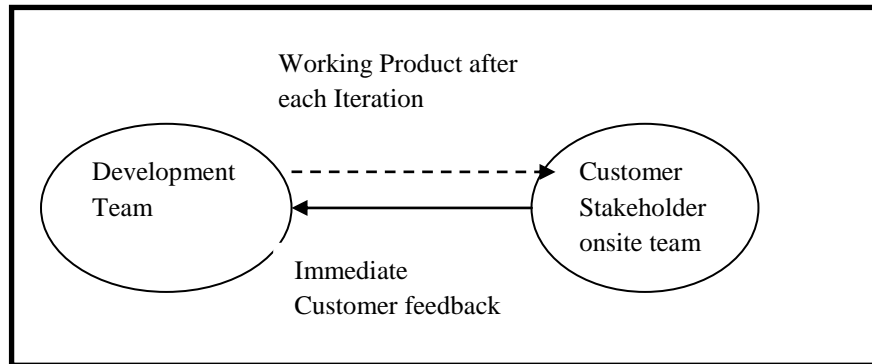 Working Product after
each Iteration
Development
Team
Customer
Stakeholder
onsite team
Immediate
Customer feedback